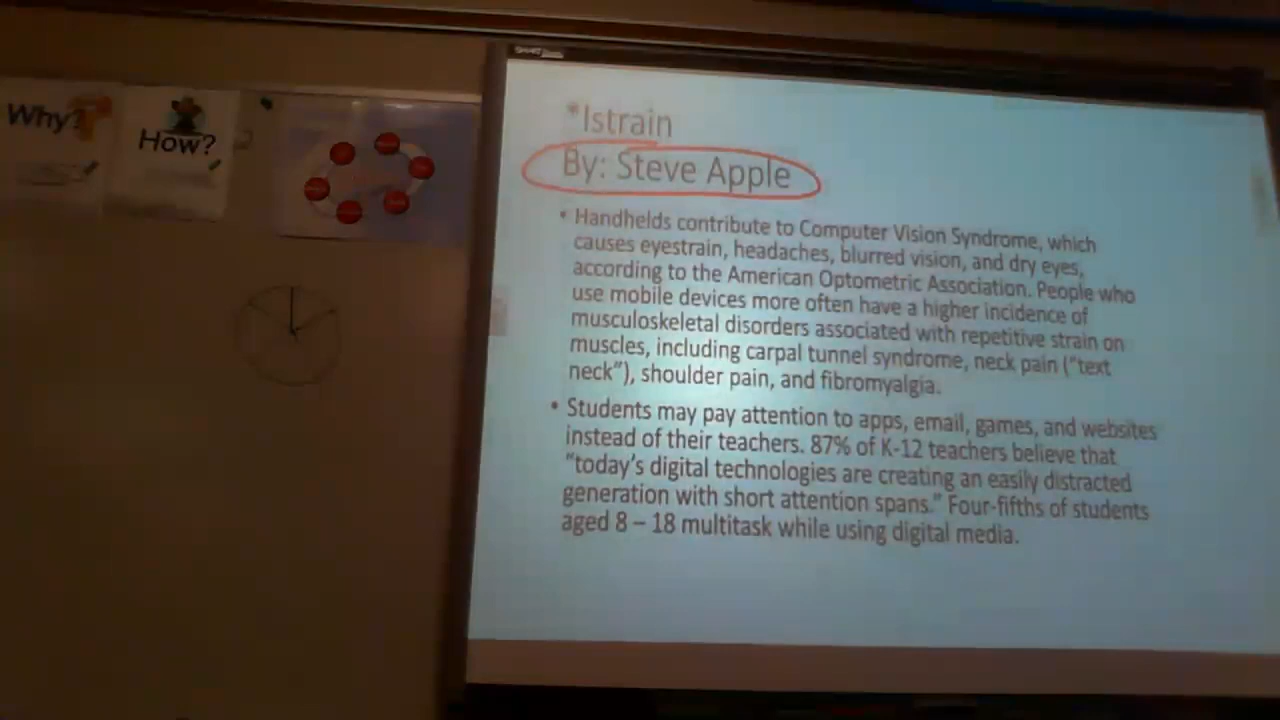 Why?
How?
*Istrain
By: Steve Apple
• Handhelds contribute to Computer Vision Syndrome, which
causes eyestrain, headaches, blurred vision, and dry eyes,
according to the American Optometric Association. People who
use mobile devices more often have a higher incidence of
musculoskeletal disorders associated with repetitive strain on
muscles, including carpal tunnel syndrome, neck pain (“text
neck”), shoulder pain, and fibromyalgia.
• Students may pay attention to apps, email, games, and websites
instead of their teachers. 87% of K-12 teachers believe that
“today’s digital technologies are creating an easily distracted
generation with short attention spans.” Four-fifths of students
aged 8 – 18 multitask while using digital media.